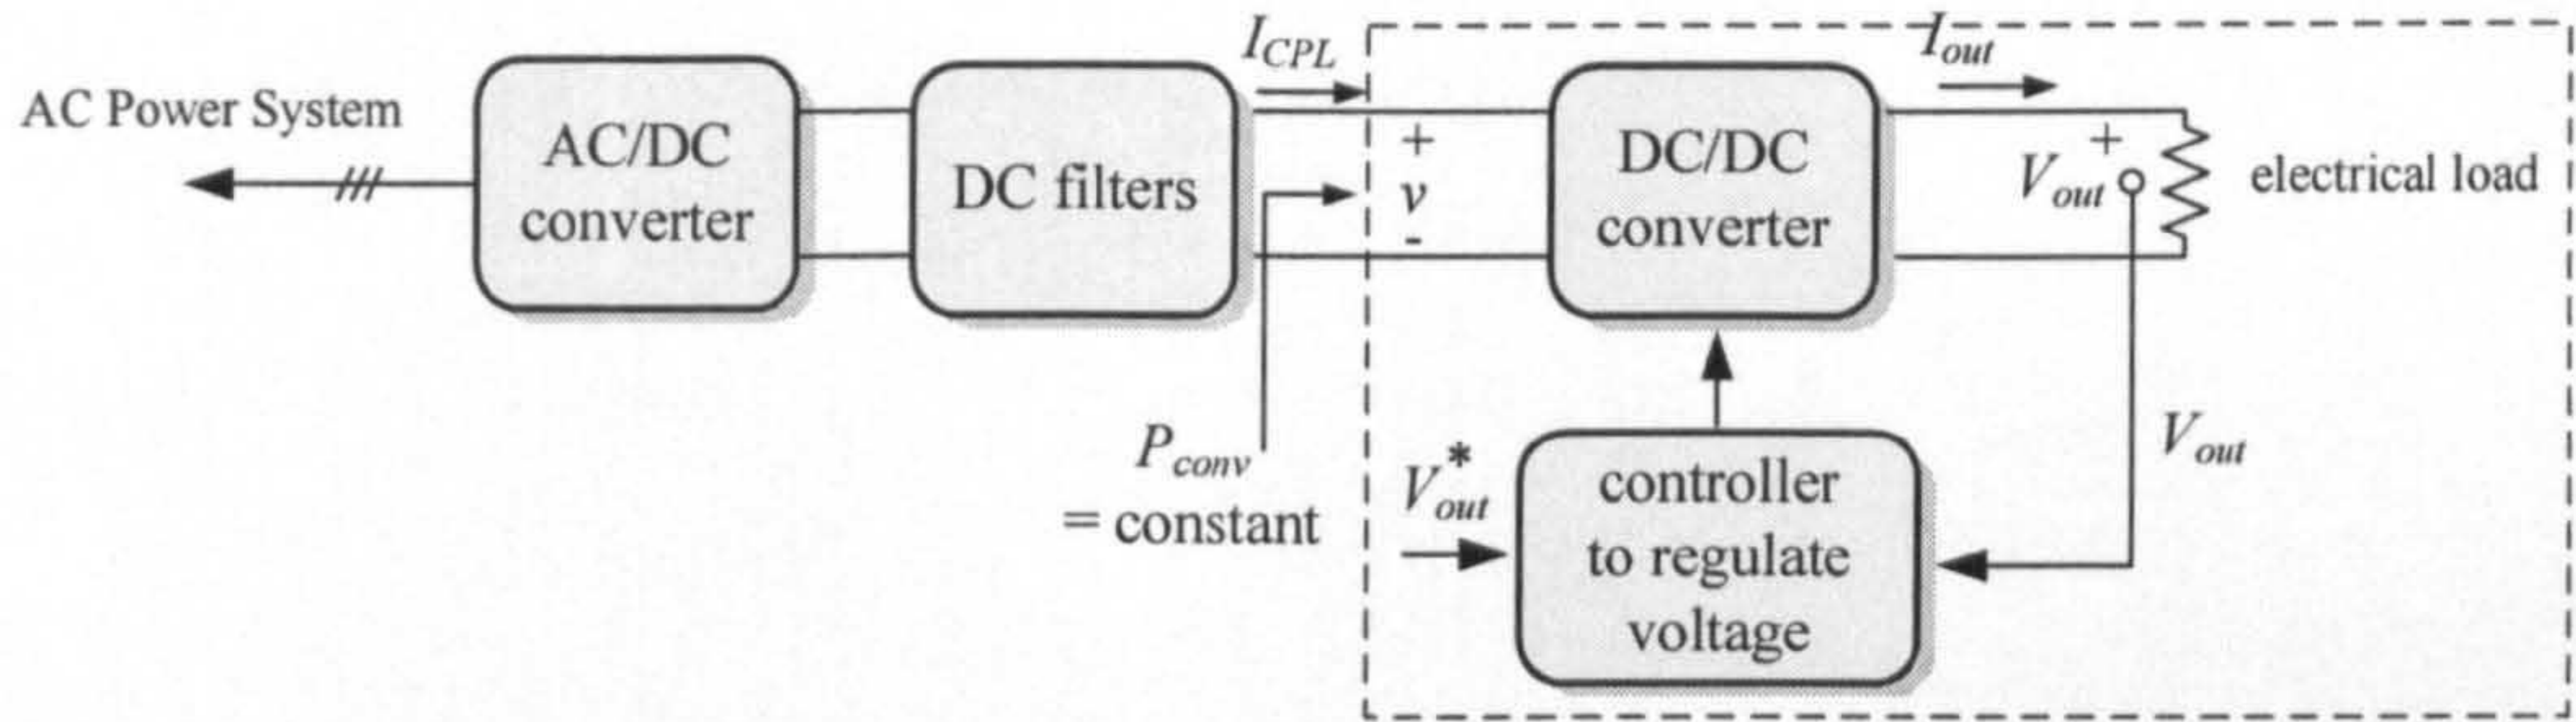 AC Power System
AC/DC
converter
DC filters
I_CPL
+
v
-
P_conv
= constant
DC/DC
converter
I_out
+
V_out
electrical load
V*_out
controller
to regulate
voltage
V_out